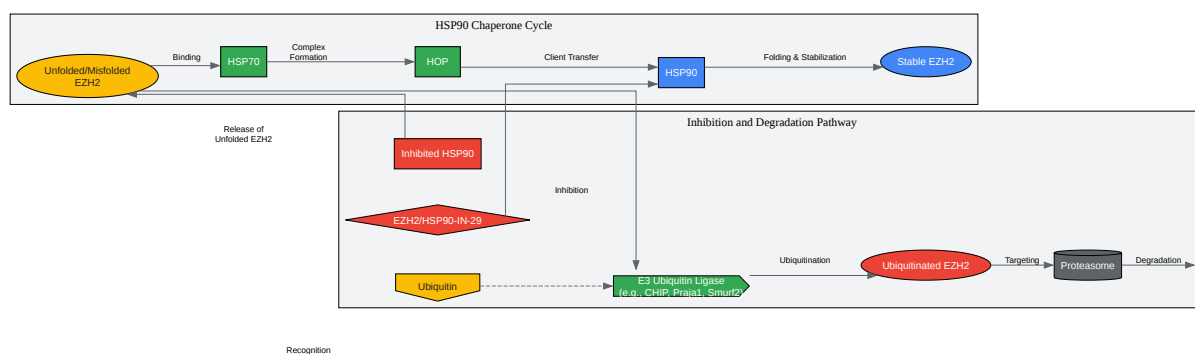 HSP90 Chaperone Cycle
Unfolded/Misfolded
EZH2
Binding
HSP70
Complex
Formation
HOP
Client Transfer
HSP90
Folding & Stabilization
Stable EZH2
Inhibition and Degradation Pathway
Release of
Unfolded EZH2
Inhibited HSP90
Inhibition
EZH2/HSP90-IN-29
Ubiquitin
E3 Ubiquitin Ligase
(e.g., CHIP, Praja1, Smurf2)
Ubiquitination
Ubiquitinated EZH2
Targeting
Proteasome
Degradation
Recognition